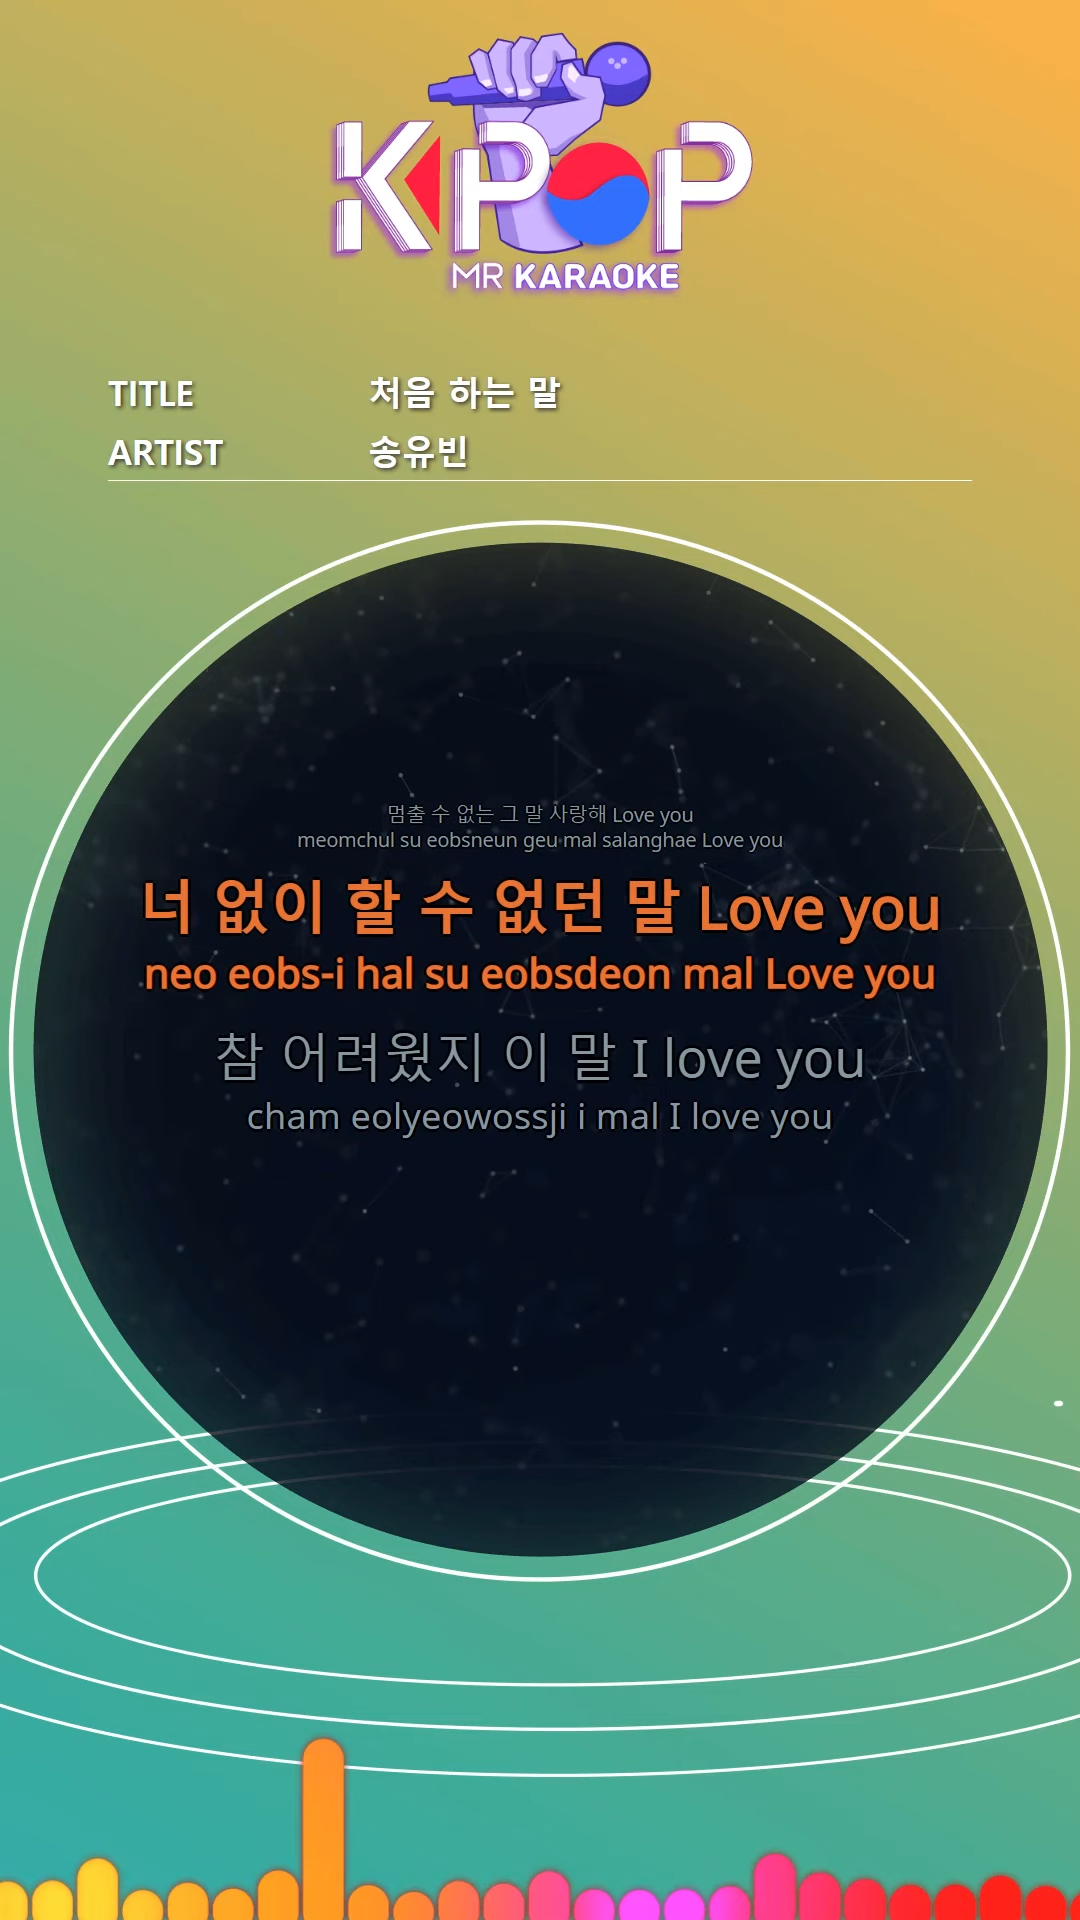 KPOP
MR KARAOKE
TITLE 처음 하는 말
ARTIST 송유빈
멈출 수 없는 그 말 사랑해 Love you
meomchul su eobsneun geu mal salanghae Love you
너 없이 할 수 없던 말 Love you
neo eobs-i hal su eobsdeon mal Love you
참 어려웠지 이 말 I love you
cham eolyeowossji i mal I love you